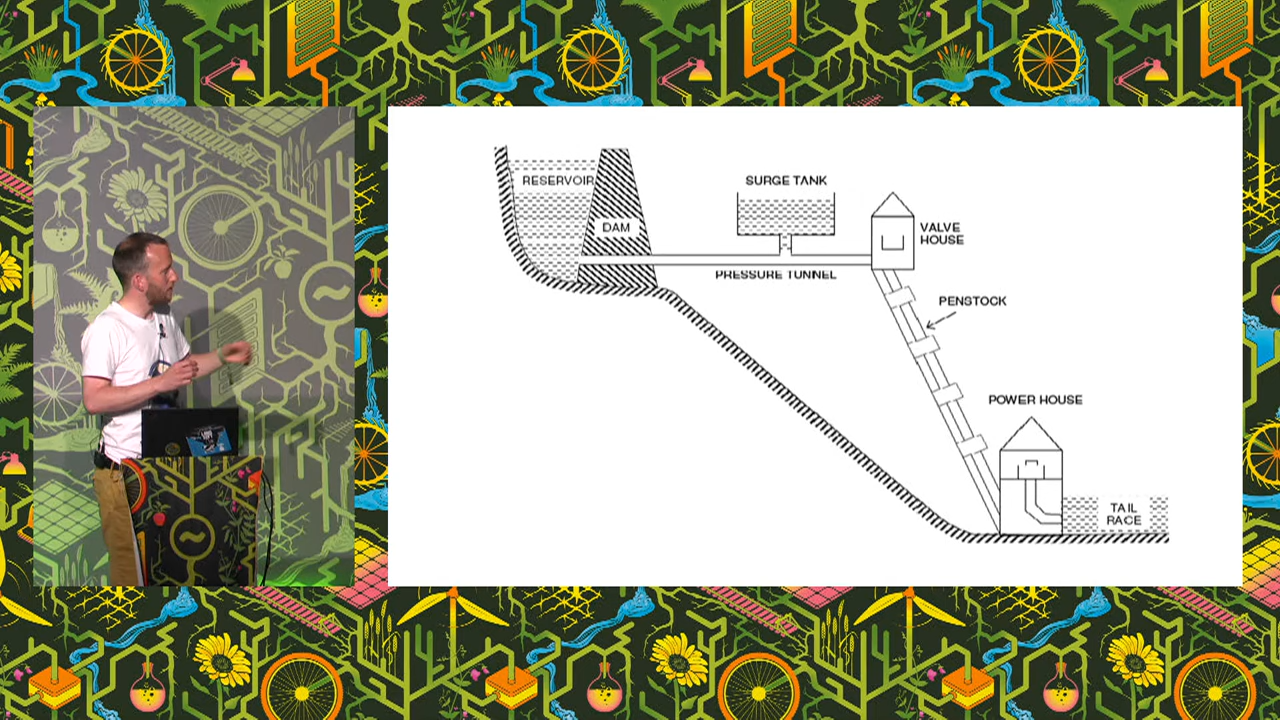 RESERVOIR
DAM
SURGE TANK
PRESSURE TUNNEL
VALVE
HOUSE
PENSTOCK
POWER HOUSE
TAIL
RACE